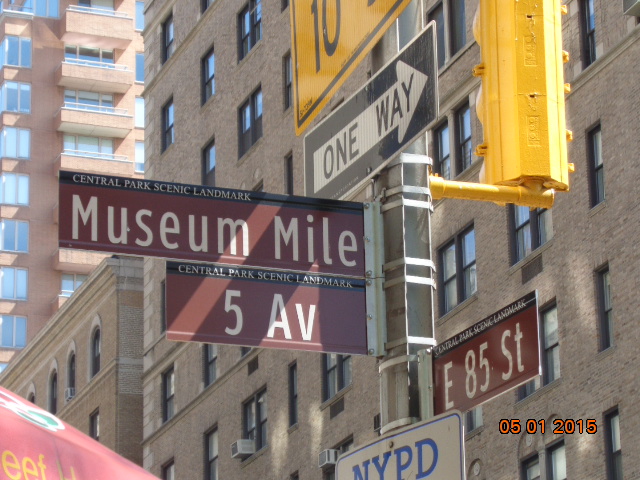 10
ONE WAY
CENTRAL PARK SCENIC LANDMARK
Museum Mile
CENTRAL PARK SCENIC LANDMARK
5 Av
CENTRAL PARK SCENIC LANDMARK
E 85 St
05 01 2015
NYPD